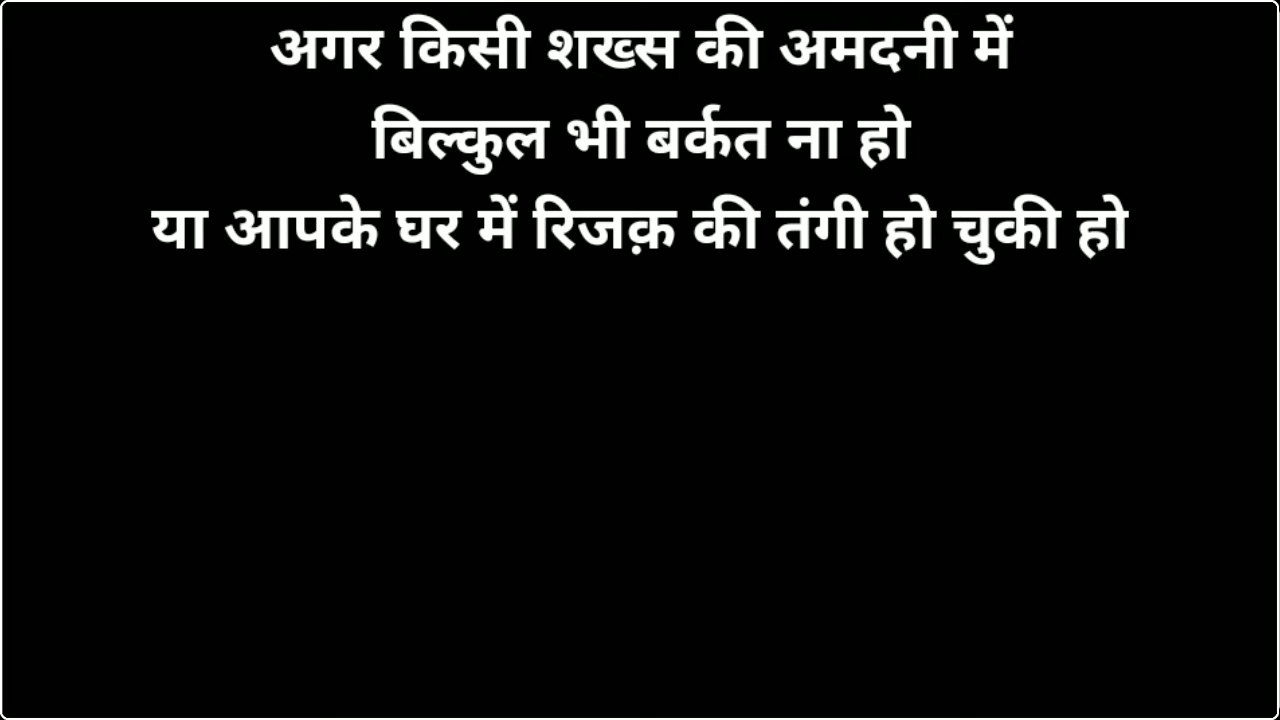 अगर किसी शख्स की अमदनी में
बिल्कुल भी बर्कत ना हो
या आपके घर में रिजक़ की तंगी हो चुकी हो